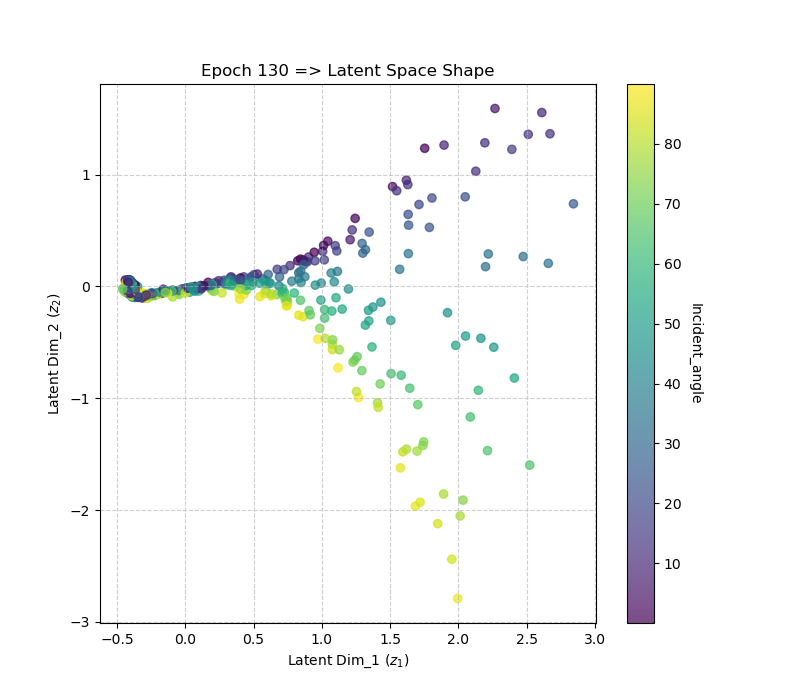 Epoch 130 => Latent Space Shape
1
0
−1
−2
−3
−0.5 0.0 0.5 1.0 1.5 2.0 2.5 3.0
Latent Dim_1 (z₁)
Latent Dim_2 (z₂)
80
70
60
50
40
30
20
10
Incident_angle